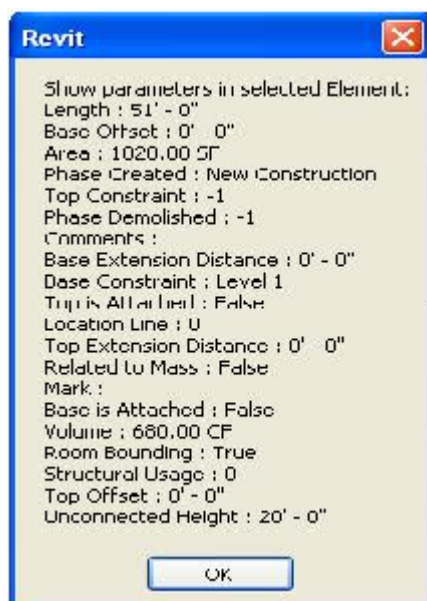 Revit
Show parameters in selected Element:
Length : 51' - 0"
Base Offset : 0' - 0"
Area : 1020.00 SF
Phase Created : New Construction
Top Constraint : -1
Phase Demolished : -1
Comments :
Base Extension Distance : 0' - 0"
Base Constraint : Level 1
Top is Attached : False
Location Line : 0
Top Extension Distance : 0' - 0"
Related to Mass : False
Mark :
Base is Attached : False
Volume : 680.00 CF
Room Bounding : True
Structural Usage : 0
Top Offset : 0' - 0"
Unconnected Height : 20' - 0"
OK